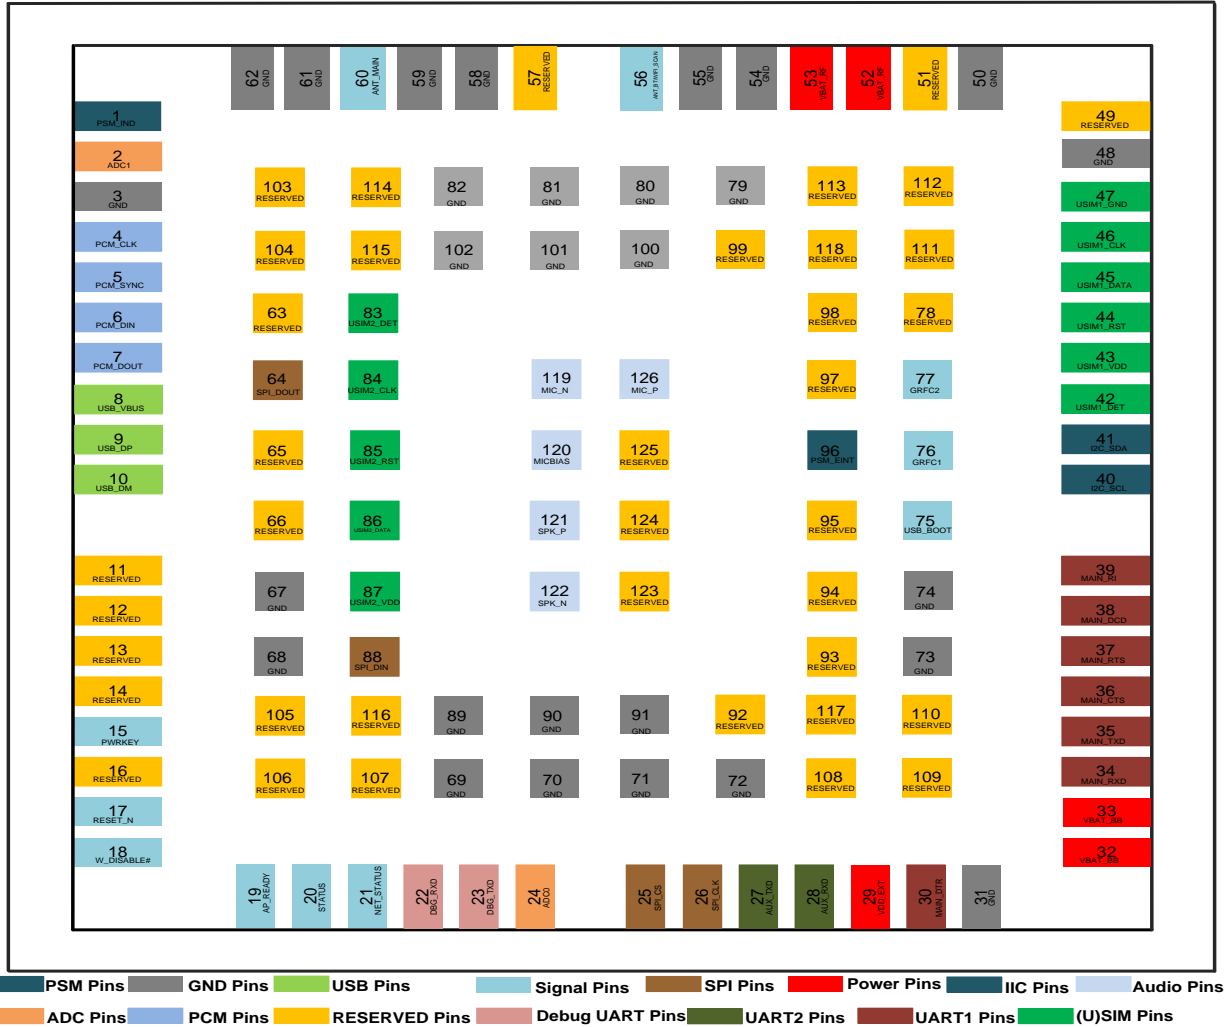 62 GND
61 GND
60 ANT_MAIN
59 GND
58 GND
57 RESERVED
56 ANT_BT/WIFI_SCAN
55 GND
54 GND
53 VBAT_RF
52 VBAT_RF
51 RESERVED
50 GND
1 PSM_IND
2 ADC1
3 GND
4 PCM_CLK
5 PCM_SYNC
6 PCM_DIN
7 PCM_DOUT
8 USB_VBUS
9 USB_DP
10 USB_DM
11 RESERVED
12 RESERVED
13 RESERVED
14 RESERVED
15 PWRKEY
16 RESERVED
17 RESET_N
18 W_DISABLE#
103 RESERVED
114 RESERVED
82 GND
81 GND
80 GND
79 GND
113 RESERVED
112 RESERVED
104 RESERVED
115 RESERVED
102 GND
101 GND
100 GND
99 RESERVED
118 RESERVED
111 RESERVED
63 RESERVED
83 USIM2_DET
98 RESERVED
78 RESERVED
64 SPI_DOUT
84 USIM2_CLK
119 MIC_N
126 MIC_P
97 RESERVED
77 GRFC2
65 RESERVED
85 USIM2_RST
120 MICBIAS
125 RESERVED
96 PSM_EINT
76 GRFC1
66 RESERVED
86 USIM2_DATA
121 SPK_P
124 RESERVED
95 RESERVED
75 USB_BOOT
67 GND
87 USIM2_VDD
122 SPK_N
123 RESERVED
94 RESERVED
74 GND
68 GND
88 SPI_DIN
93 RESERVED
73 GND
105 RESERVED
116 RESERVED
89 GND
90 GND
91 GND
92 RESERVED
117 RESERVED
110 RESERVED
106 RESERVED
107 RESERVED
69 GND
70 GND
71 GND
72 GND
108 RESERVED
109 RESERVED
49 RESERVED
48 GND
47 USIM1_GND
46 USIM1_CLK
45 USIM1_DATA
44 USIM1_RST
43 USIM1_VDD
42 USIM1_DET
41 I2C_SDA
40 I2C_SCL
39 MAIN_RI
38 MAIN_DCD
37 MAIN_RTS
36 MAIN_CTS
35 MAIN_TXD
34 MAIN_RXD
33 VBAT_BB
32 VBAT_BB
19 AP_READY
20 STATUS
21 NET_STATUS
22 DBG_RXD
23 DBG_TXD
24 ADC0
25 SPI_CS
26 SPI_CLK
27 AUX_TXD
28 AUX_RXD
29 VDD_EXT
30 MAIN_DTR
31 GND
PSM Pins
GND Pins
USB Pins
Signal Pins
SPI Pins
Power Pins
IIC Pins
Audio Pins
ADC Pins
PCM Pins
RESERVED Pins
Debug UART Pins
UART2 Pins
UART1 Pins
(U)SIM Pins